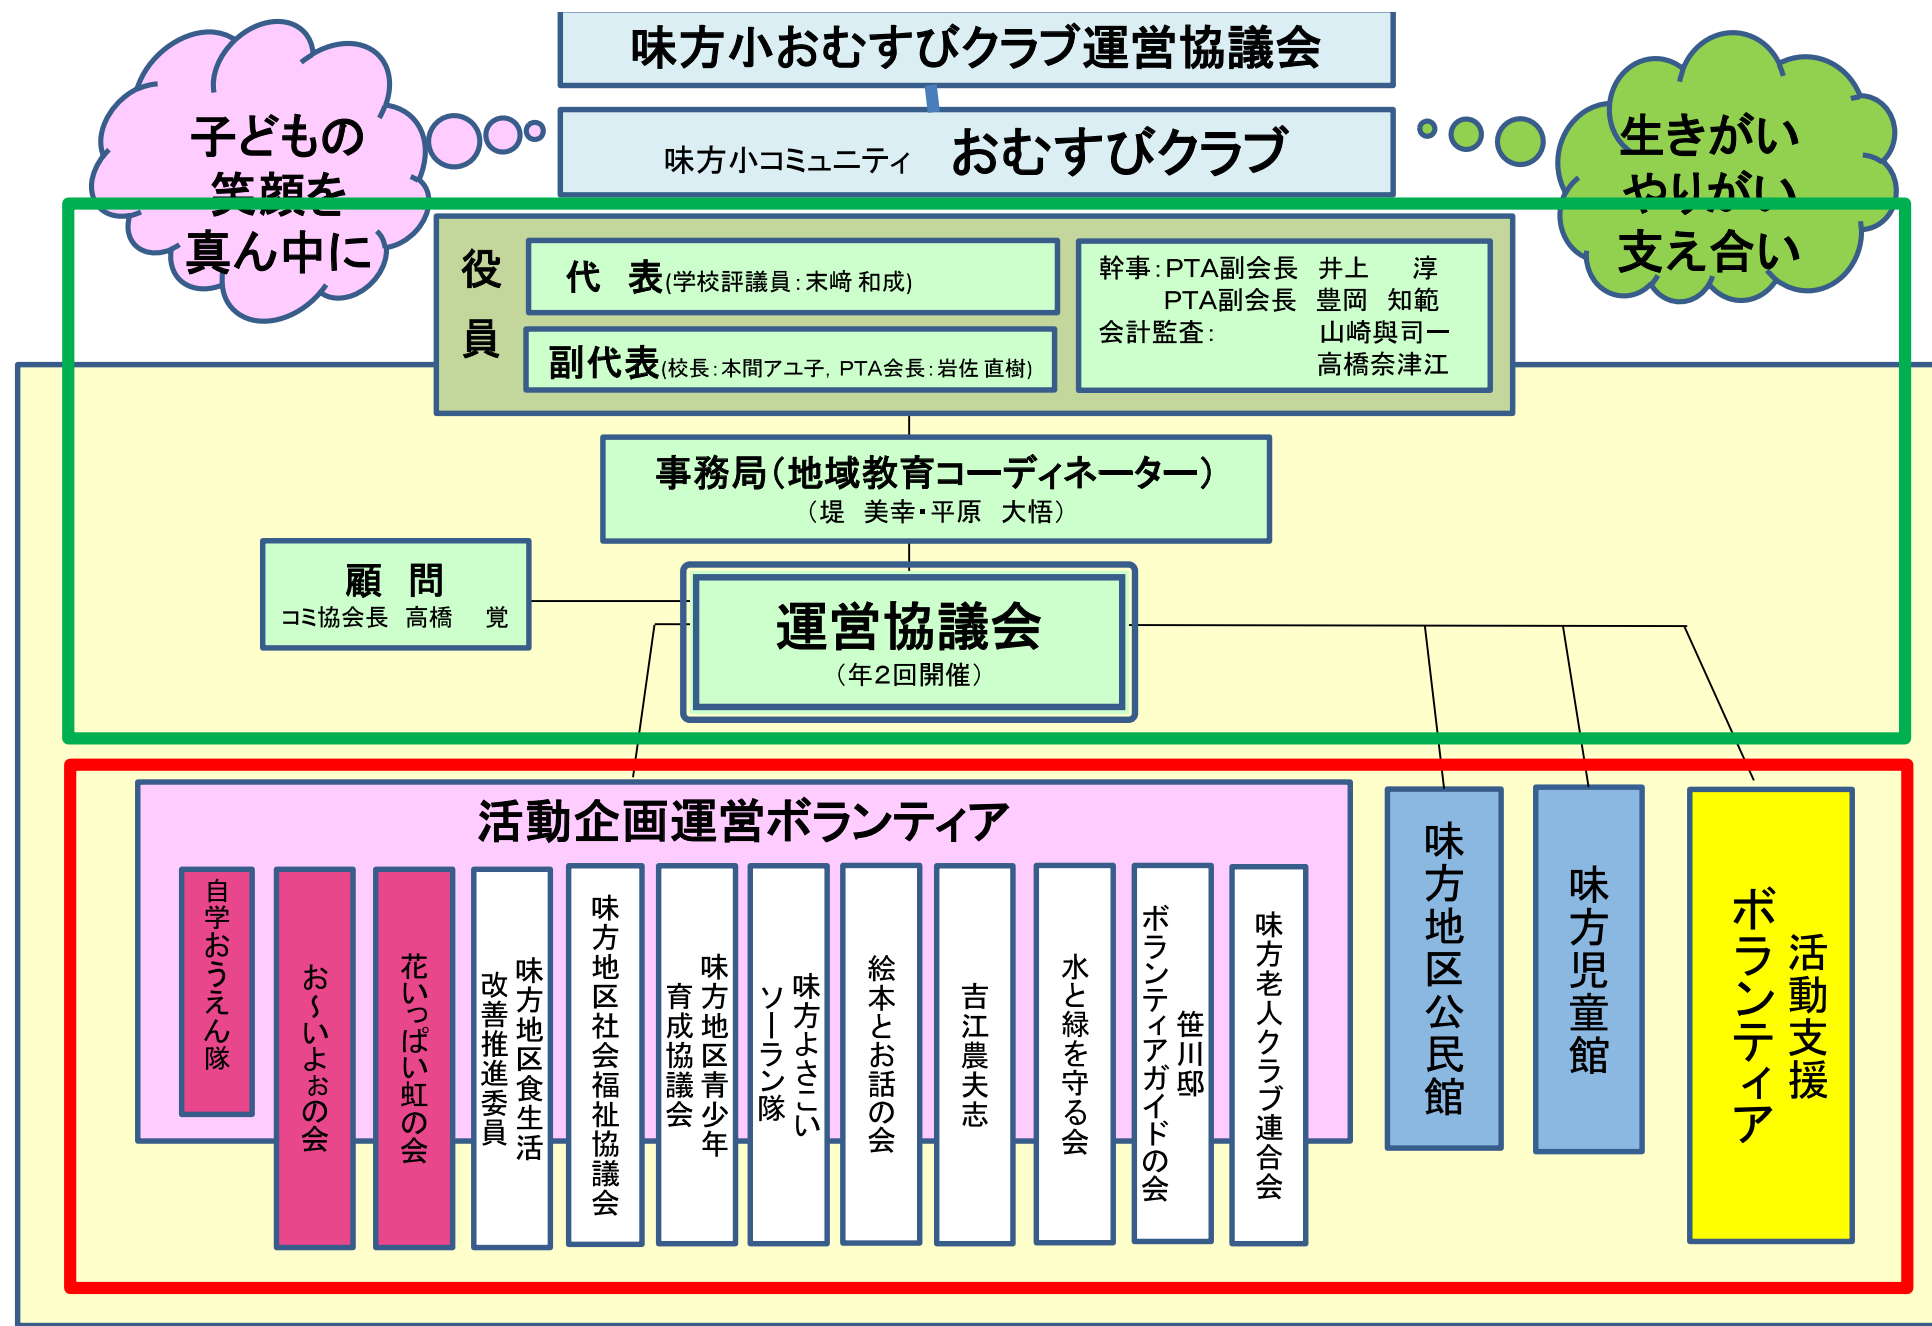 味方小おむすびクラブ運営協議会
味方小コミュニティ　おむすびクラブ
子どもの
笑顔を
真ん中に
生きがい
やりがい
支え合い
役員
代　表(学校評議員：末﨑 和成)
副代表(校長：本間アユ子，PTA会長：岩佐 直樹)
幹事：PTA副会長　井上　　淳
PTA副会長　豊岡　知範
会計監査：　山崎與司一
高橋奈津江
事務局（地域教育コーディネーター）
（堤　美幸・平原　大悟）
顧　問
コミ協会長　高橋　覚
運営協議会
（年2回開催）
活動企画運営ボランティア
自学おうえん隊
お～いよぉの会
花いっぱい虹の会
味方地区食生活
改善推進委員
味方地区社会福祉協議会
味方地区青少年
育成協議会
味方よさこい
ソーラン隊
絵本とお話の会
吉江農夫志
水と緑を守る会
笹川邸
ボランティアガイドの会
味方老人クラブ連合会
味方地区公民館
味方児童館
活動支援
ボランティア